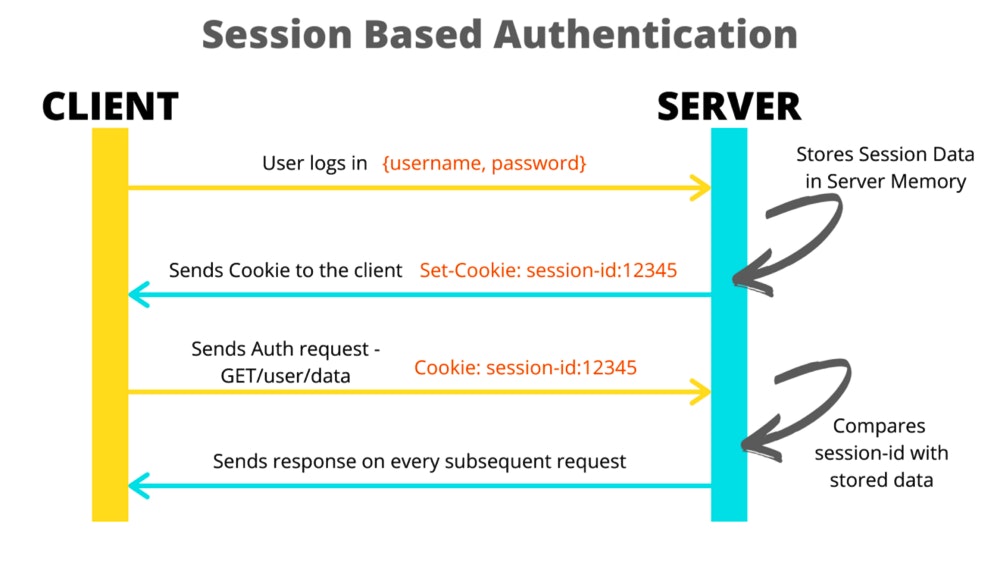 Session Based Authentication
CLIENT
SERVER
User logs in {username, password}
Stores Session Data
in Server Memory
Sends Cookie to the client Set-Cookie: session-id:12345
Sends Auth request -
GET/user/data
Cookie: session-id:12345
Compares
session-id with
stored data
Sends response on every subsequent request